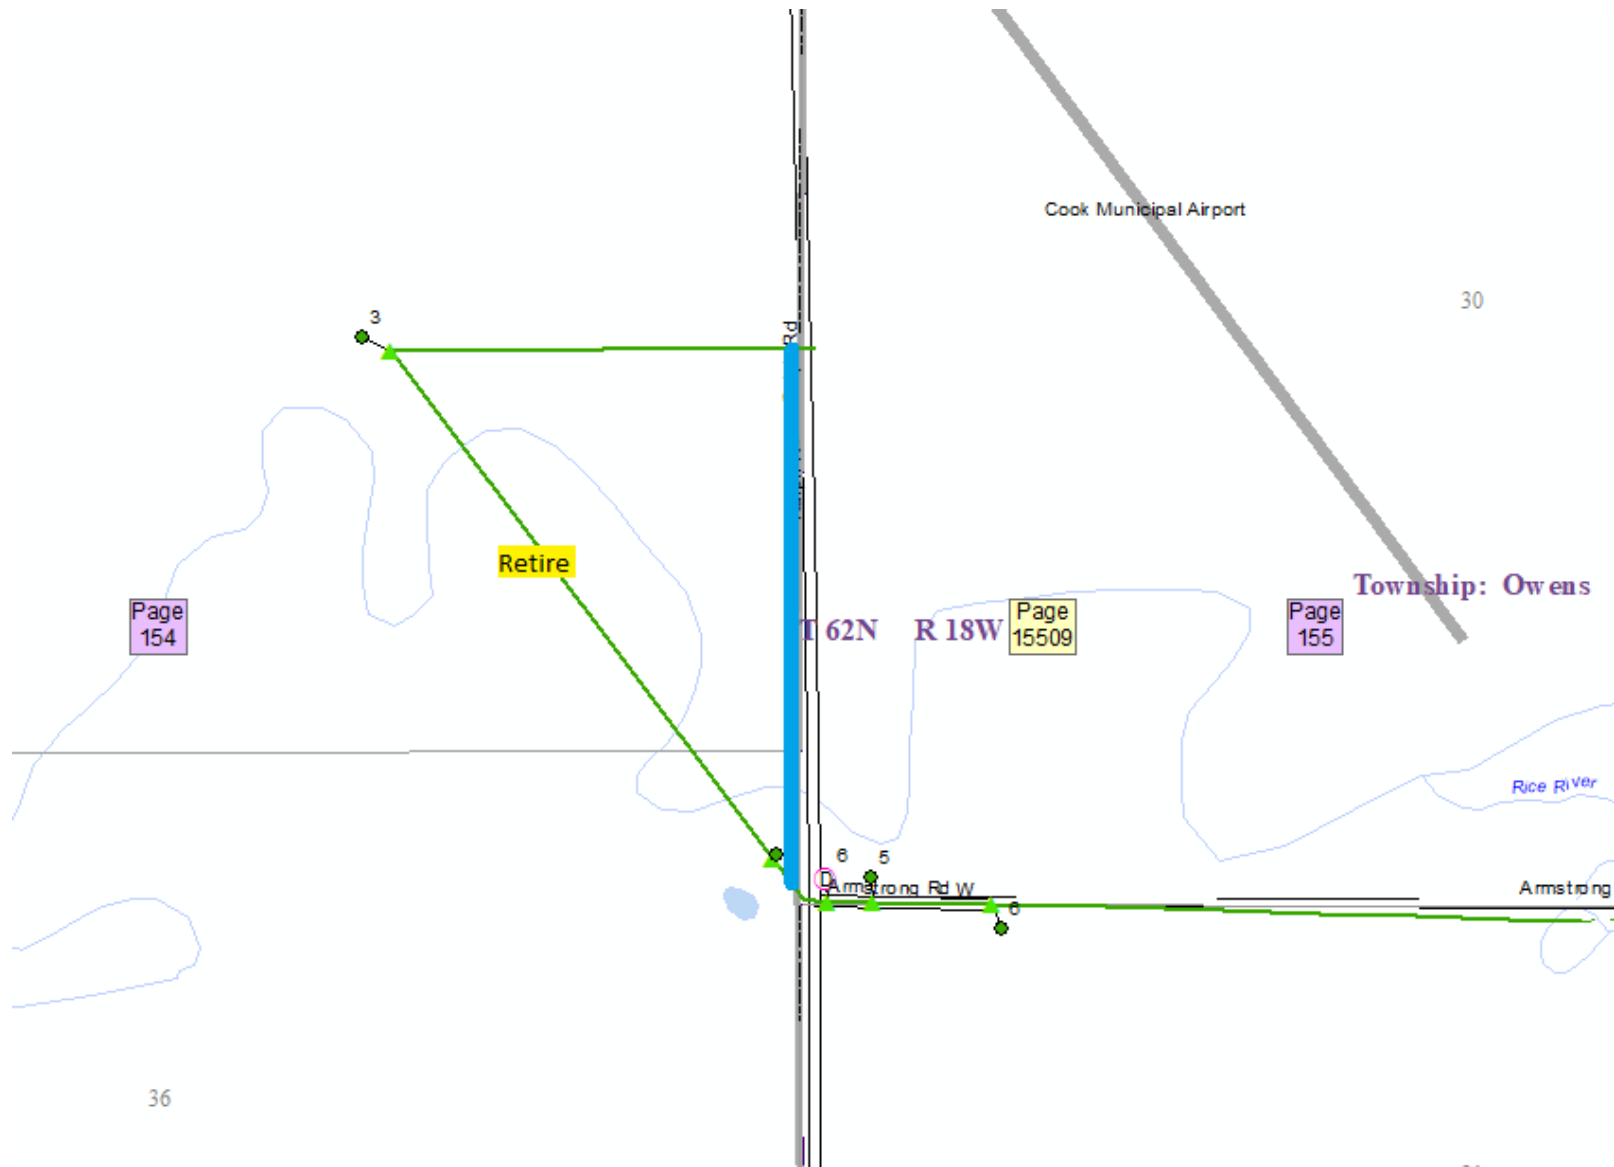 Cook Municipal Airport
30
Rd
3
Retire
Township: Owens
Page
154
T 62N R 18W
Page
15509
Page
155
Rice River
6
5
D
Armstrong Rd W
Armstrong
6
36